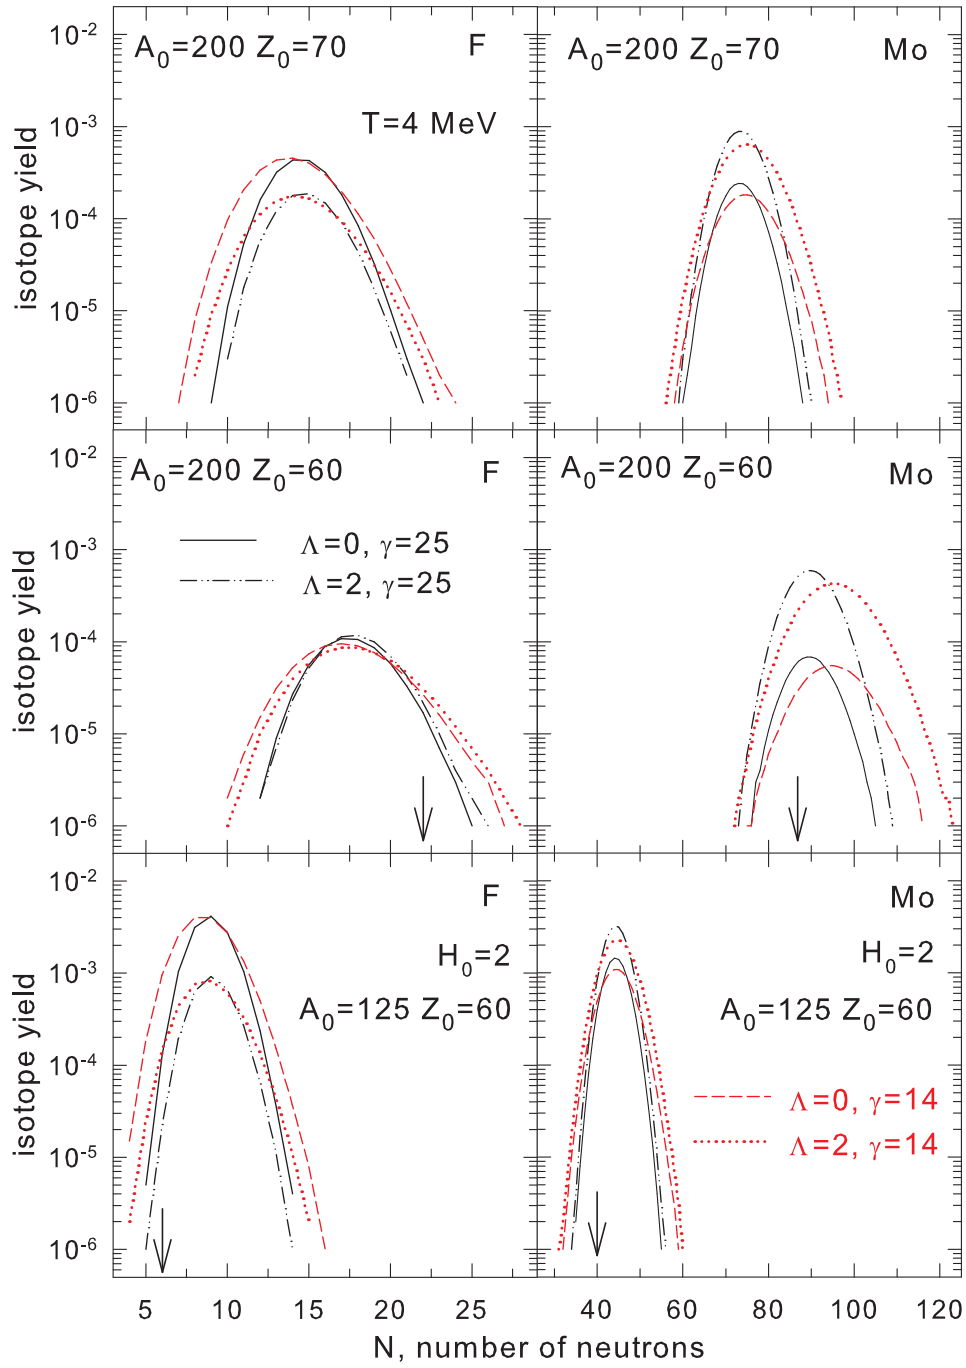 A₀=200 Z₀=70 F
T=4 MeV
A₀=200 Z₀=70 Mo
isotope yield
10⁻²
10⁻³
10⁻⁴
10⁻⁵
10⁻⁶
A₀=200 Z₀=60 F
Λ=0, γ=25
Λ=2, γ=25
A₀=200 Z₀=60 Mo
isotope yield
10⁻²
10⁻³
10⁻⁴
10⁻⁵
10⁻⁶
F
H₀=2
A₀=125 Z₀=60
Mo
H₀=2
A₀=125 Z₀=60
Λ=0, γ=14
Λ=2, γ=14
isotope yield
10⁻²
10⁻³
10⁻⁴
10⁻⁵
10⁻⁶
5 10 15 20 25 40 60 80 100 120
N, number of neutrons